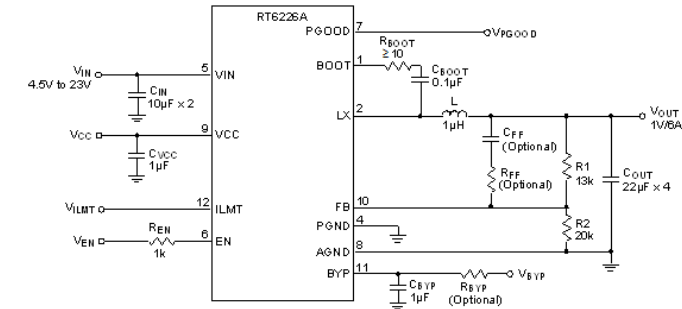 RT6226A
PGOOD 7
VPGOOD
RBOOT
≥10
BOOT 1
CBOOT
0.1μF
VIN
4.5V to 23V
5 VIN
CIN
10μF × 2
LX 2
L
1μH
VOUT
1V/6A
VCC
9 VCC
CVCC
1μF
CFF
(Optional)
RFF
(Optional)
R1
13k
COUT
22μF × 4
VILMT
12 ILMT
FB 10
PGND 4
R2
20k
VEN
REN
1k
6 EN
AGND 8
BYP 11
CBYP
1μF
RBYP
(Optional)
VBYP